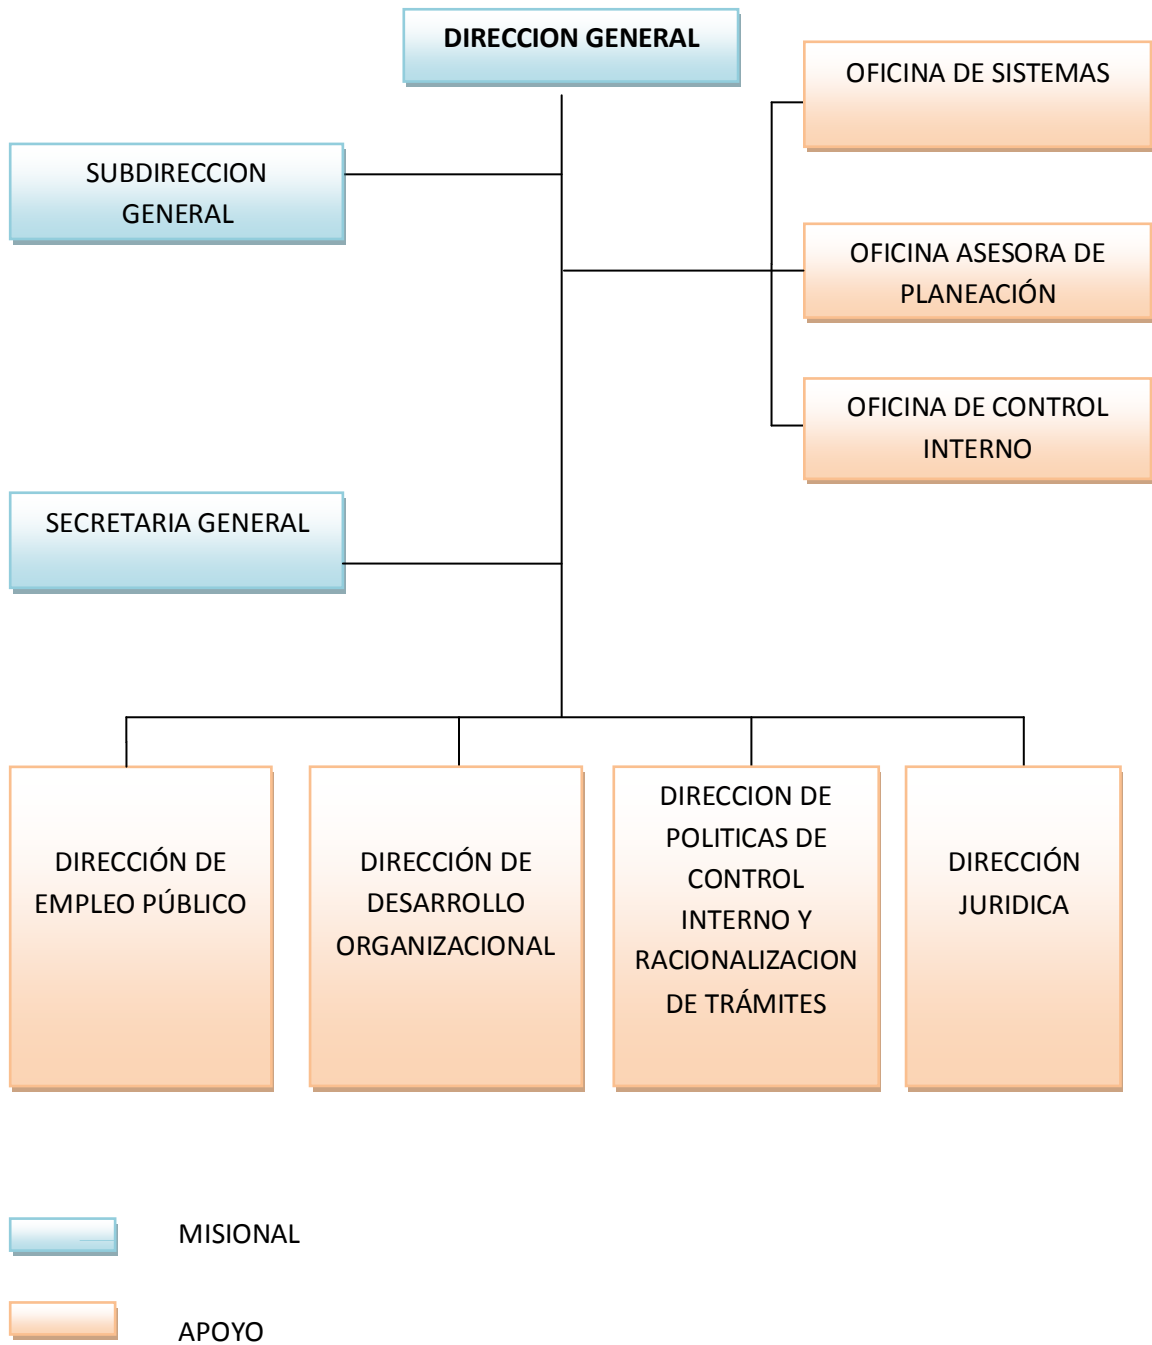 DIRECCION GENERAL
OFICINA DE SISTEMAS
SUBDIRECCION
GENERAL
OFICINA ASESORA DE
PLANEACIÓN
OFICINA DE CONTROL
INTERNO
SECRETARIA GENERAL
DIRECCIÓN DE
EMPLEO PÚBLICO
DIRECCIÓN DE
DESARROLLO
ORGANIZACIONAL
DIRECCION DE
POLITICAS DE
CONTROL
INTERNO Y
RACIONALIZACION
DE TRÁMITES
DIRECCIÓN
JURIDICA
MISIONAL
APOYO